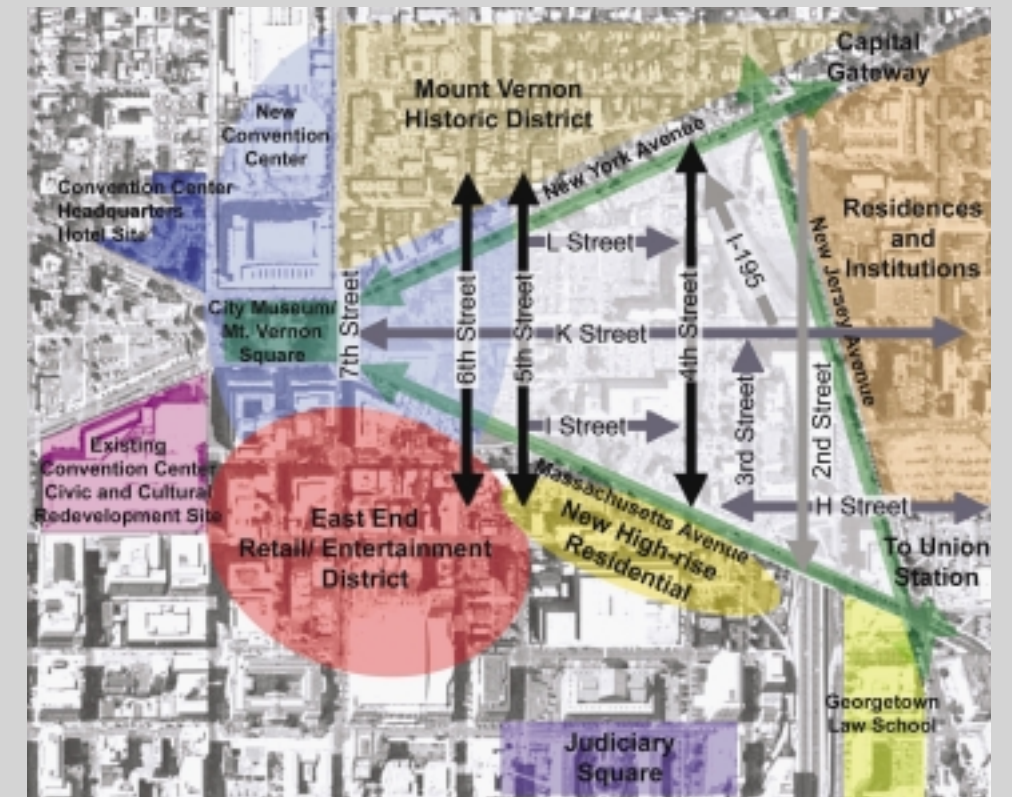 Capital
Gateway
Mount Vernon
Historic District
New
Convention
Center
New York Avenue
Convention Center
Headquarters
Hotel Site
Residences
and
Institutions
L Street
I-195
New Jersey Avenue
City Museum/
Mt. Vernon
Square
7th Street
6th Street
5th Street
K Street
4th Street
3rd Street
2nd Street
I Street
Existing
Convention Center
Civic and Cultural
Redevelopment Site
Massachusetts Avenue
New High-rise
Residential
H Street
East End
Retail/ Entertainment
District
To Union
Station
Georgetown
Law School
Judiciary
Square